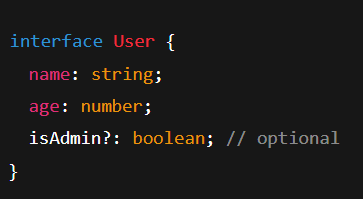 interface User {
  name: string;
  age: number;
  isAdmin?: boolean; // optional
}